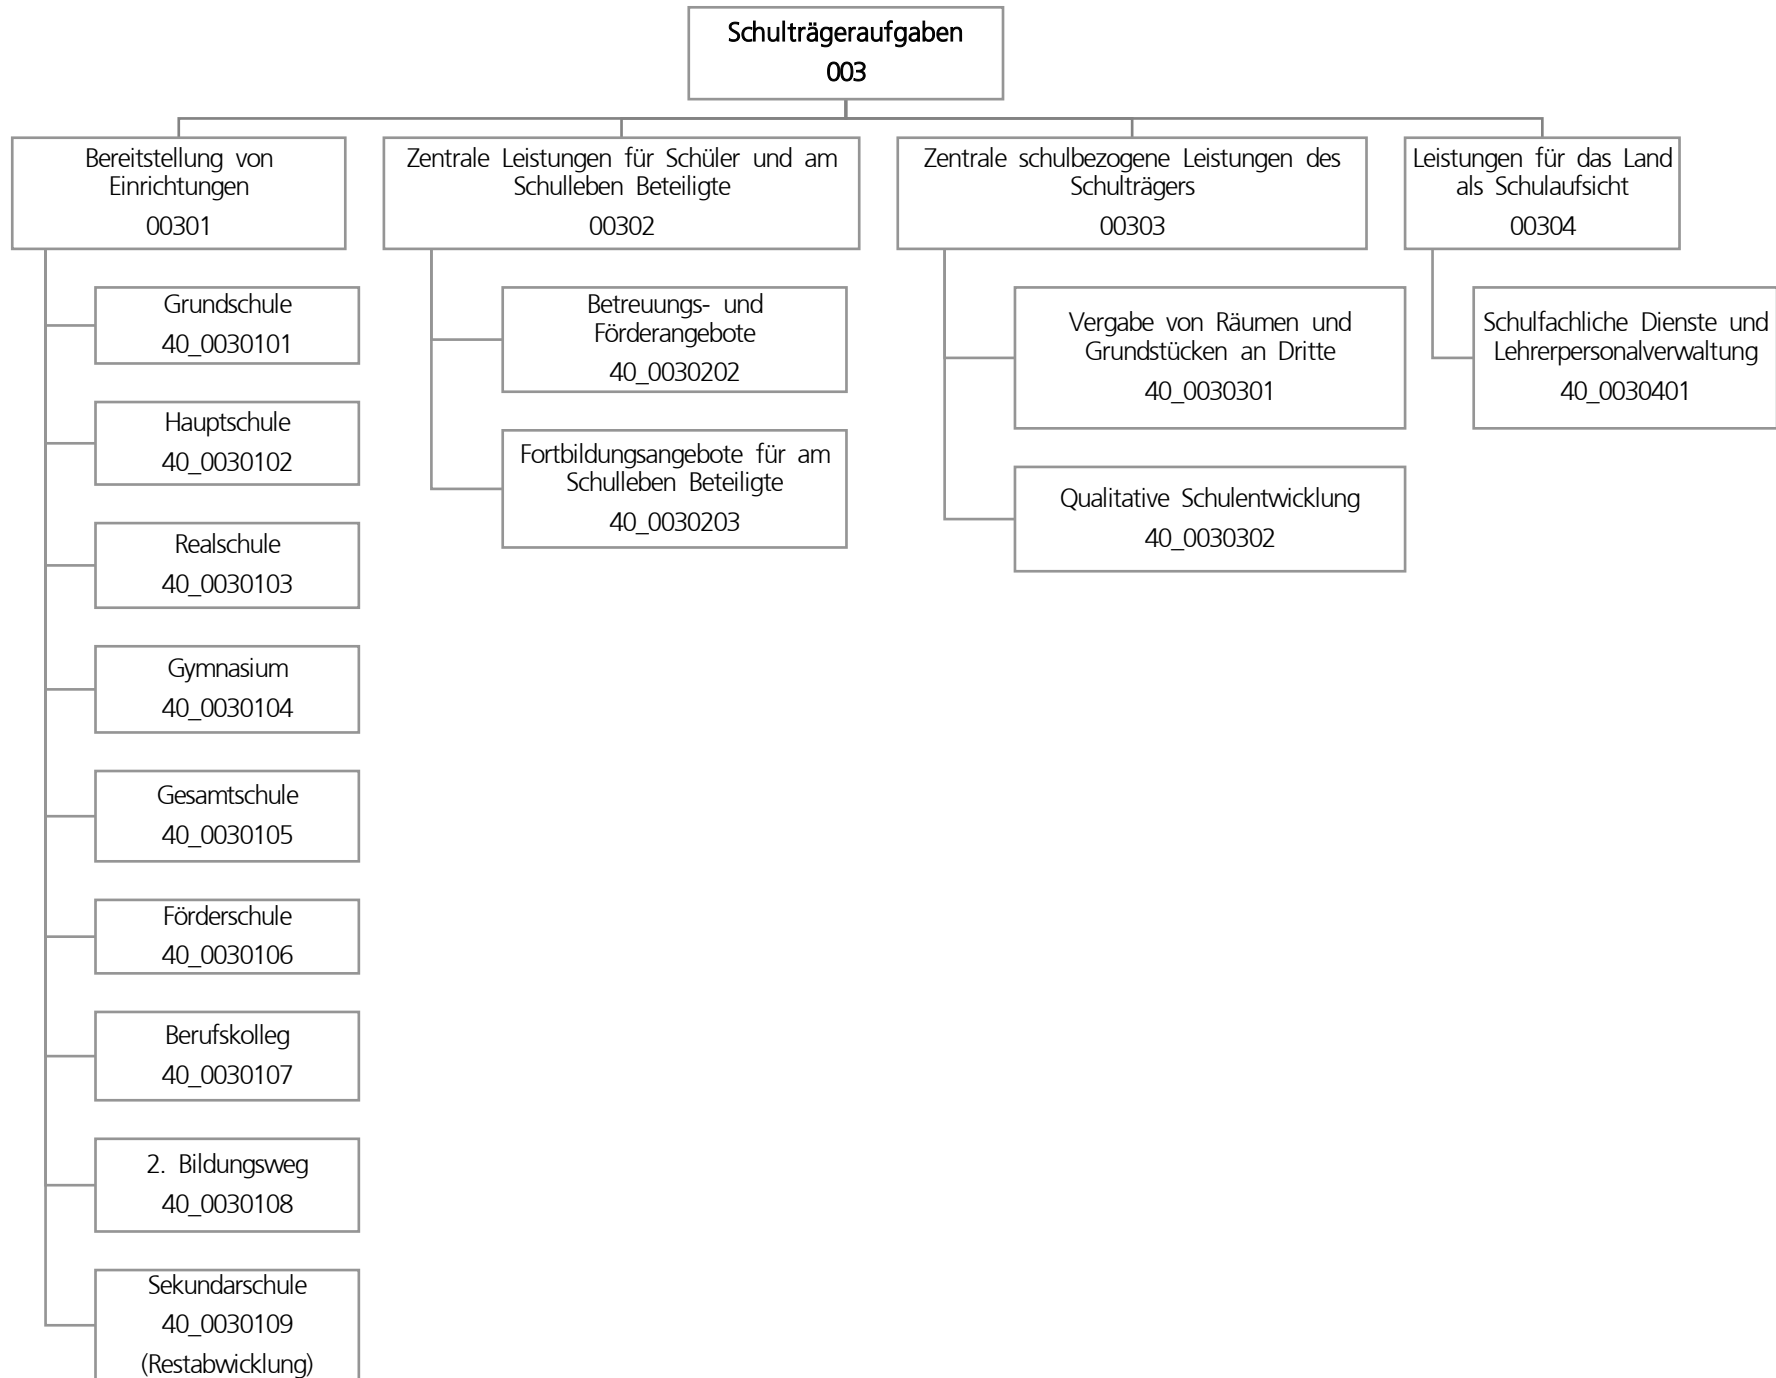 Schulträgeraufgaben
003
Bereitstellung von
Einrichtungen
00301
Grundschule
40_0030101
Hauptschule
40_0030102
Realschule
40_0030103
Gymnasium
40_0030104
Gesamtschule
40_0030105
Förderschule
40_0030106
Berufskolleg
40_0030107
2. Bildungsweg
40_0030108
Sekundarschule
40_0030109
(Restabwicklung)
Zentrale Leistungen für Schüler und am
Schulleben Beteiligte
00302
Betreuungs- und
Förderangebote
40_0030202
Fortbildungsangebote für am
Schulleben Beteiligte
40_0030203
Zentrale schulbezogene Leistungen des
Schulträgers
00303
Vergabe von Räumen und
Grundstücken an Dritte
40_0030301
Qualitative Schulentwicklung
40_0030302
Leistungen für das Land
als Schulaufsicht
00304
Schulfachliche Dienste und
Lehrerpersonalverwaltung
40_0030401